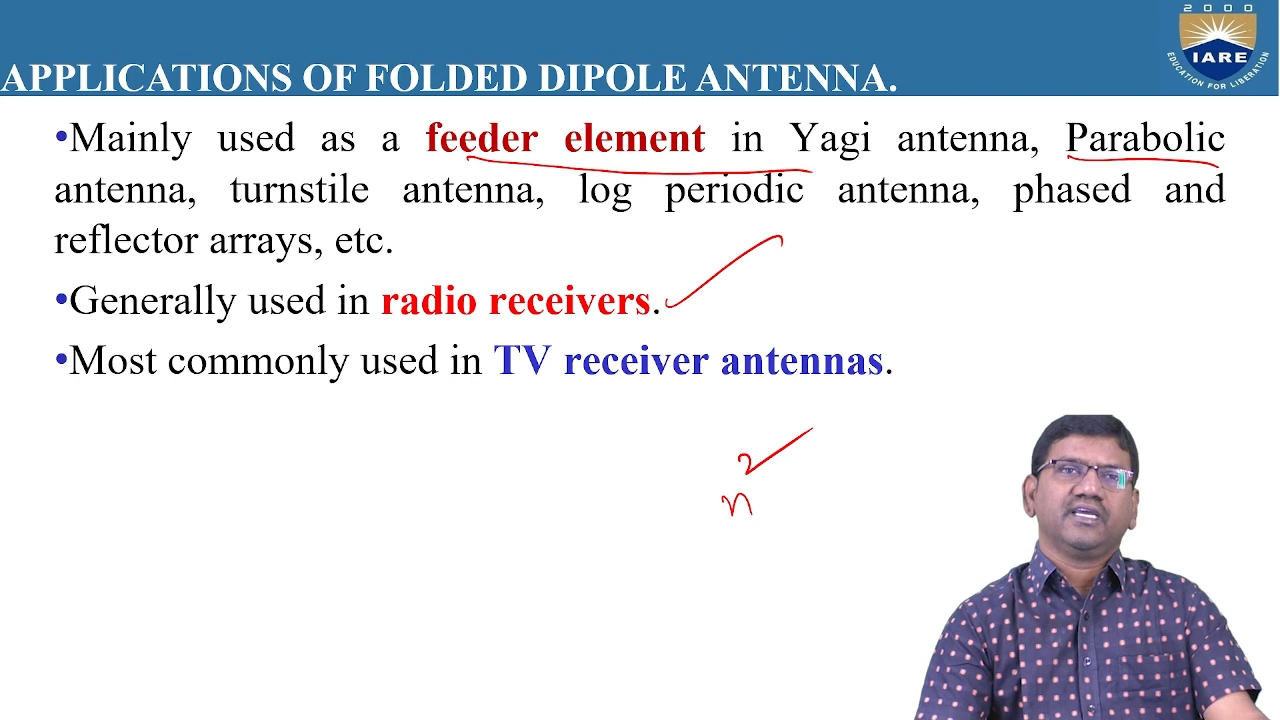 2000
IARE
EDUCATION FOR LIBERATION
APPLICATIONS OF FOLDED DIPOLE ANTENNA.
•Mainly used as a feeder element in Yagi antenna, Parabolic
antenna, turnstile antenna, log periodic antenna, phased and
reflector arrays, etc.
•Generally used in radio receivers.
•Most commonly used in TV receiver antennas.
n²